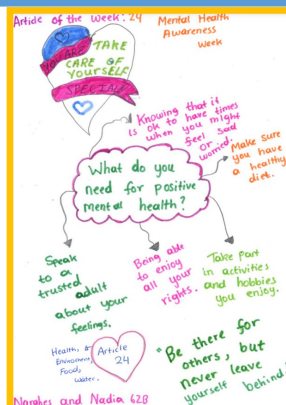 Article of the Week: 24
Mental Health
Awareness
Week
YOU ARE
TAKE
CARE OF
YOURSELF
SPECIAL
Knowing that it
is ok to have times
when you might
feel sad
or
worried.
Make sure
you have
a healthy
diet.
What do you
need for positive
mental health?
Speak
to a
trusted adult
about your
feelings.
Being able
to enjoy
all your
rights.
Take part
in activities
and hobbies
you enjoy.
Health,
Enviroment,
Food,
water.
Article
24
"Be there for
others, but
never leave
yourself behind
Narges and Nadia 62B